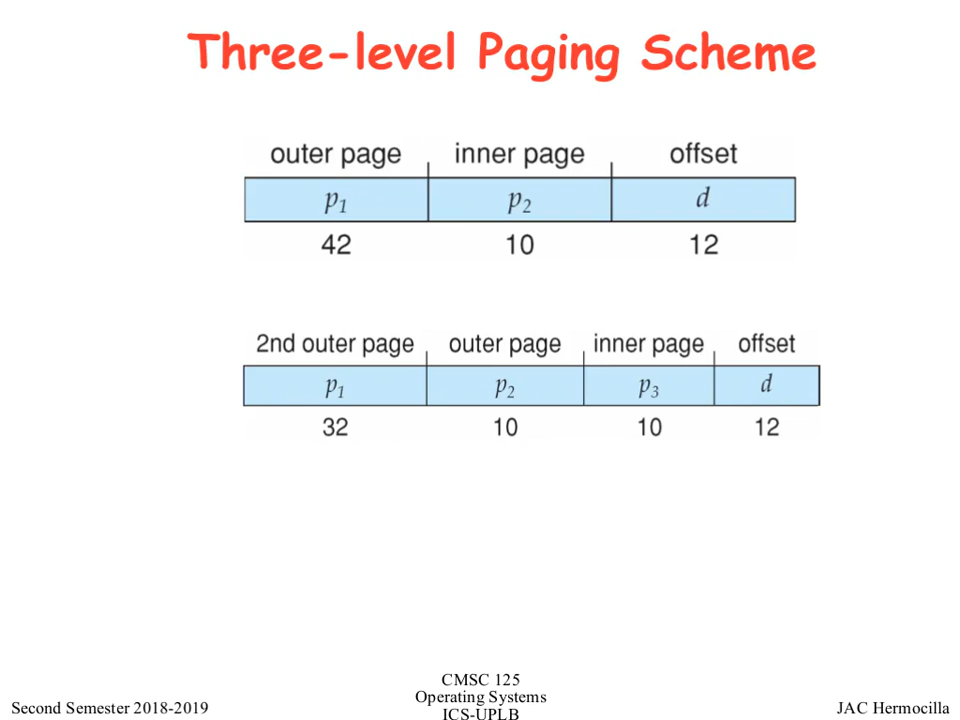 Three-level Paging Scheme
outer page inner page offset
p1 p2 d
42 10 12
2nd outer page outer page inner page offset
p1 p2 p3 d
32 10 10 12
CMSC 125
Operating Systems
ICS-UPLB
Second Semester 2018-2019
JAC Hermocilla